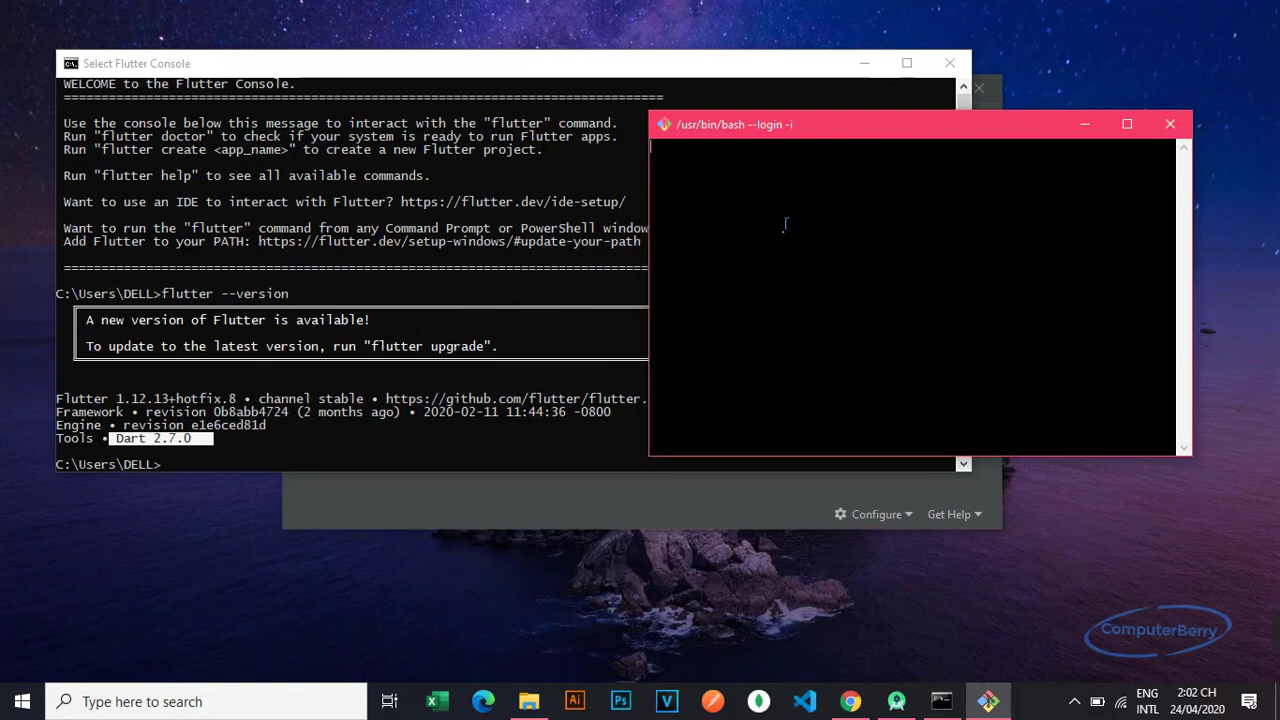 Select Flutter Console
WELCOME to the Flutter Console.
================================================================================
Use the console below this message to interact with the "flutter" command.
Run "flutter doctor" to check if your system is ready to run Flutter apps.
Run "flutter create <app_name>" to create a new Flutter project.
Run "flutter help" to see all available commands.
Want to use an IDE to interact with Flutter? https://flutter.dev/ide-setup/
Want to run the "flutter" command from any Command Prompt or PowerShell window
Add Flutter to your PATH: https://flutter.dev/setup-windows/#update-your-path
================================================================================
C:\Users\DELL>flutter --version
A new version of Flutter is available!
To update to the latest version, run "flutter upgrade".
Flutter 1.12.13+hotfix.8 • channel stable • https://github.com/flutter/flutter.
Framework • revision 0b8abb4724 (2 months ago) • 2020-02-11 11:44:36 -0800
Engine • revision e1e6ced81d
Tools • Dart 2.7.0
C:\Users\DELL>
/usr/bin/bash --login -i
Configure Get Help
ComputerBerry
Type here to search
Ai
Ps
V
ENG
INTL
2:02 CH
24/04/2020